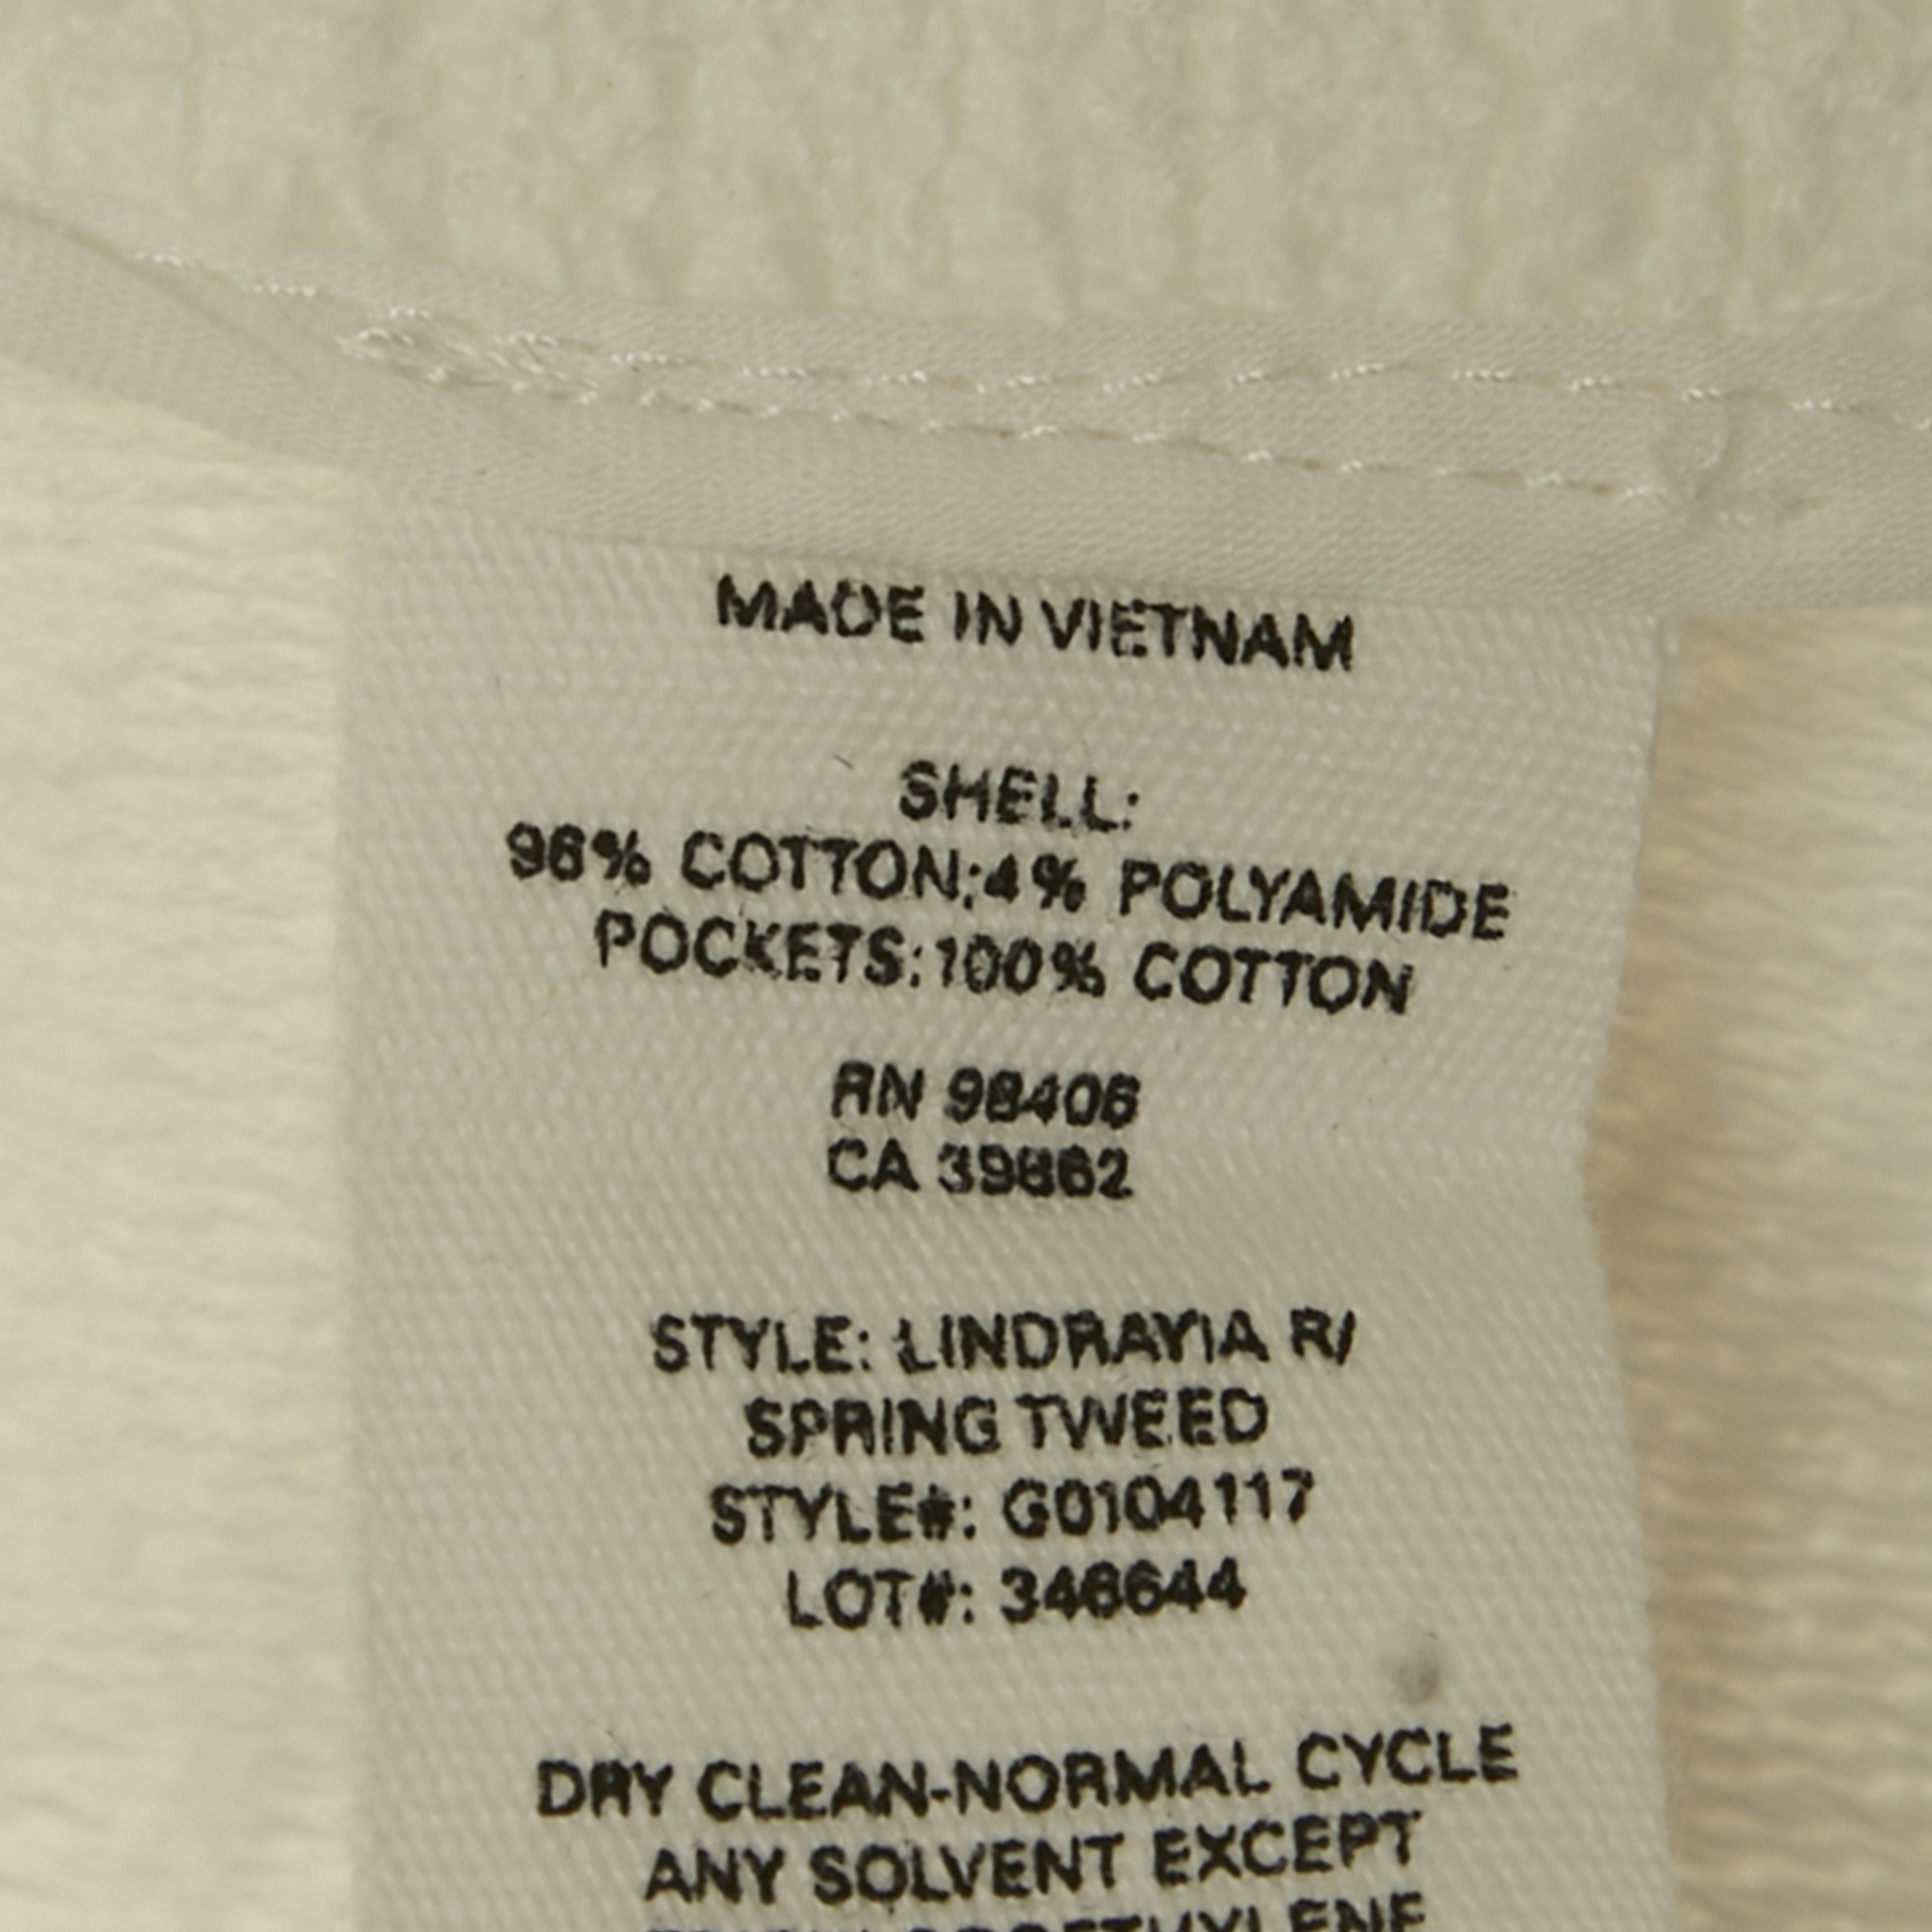 MADE IN VIETNAM
SHELL:
96% COTTON;4% POLYAMIDE
POCKETS:100% COTTON
RN 98406
CA 39862
STYLE: LINDRAYIA R/
SPRING TWEED
STYLE#: G0104117
LOT#: 346644
DRY CLEAN-NORMAL CYCLE
ANY SOLVENT EXCEPT